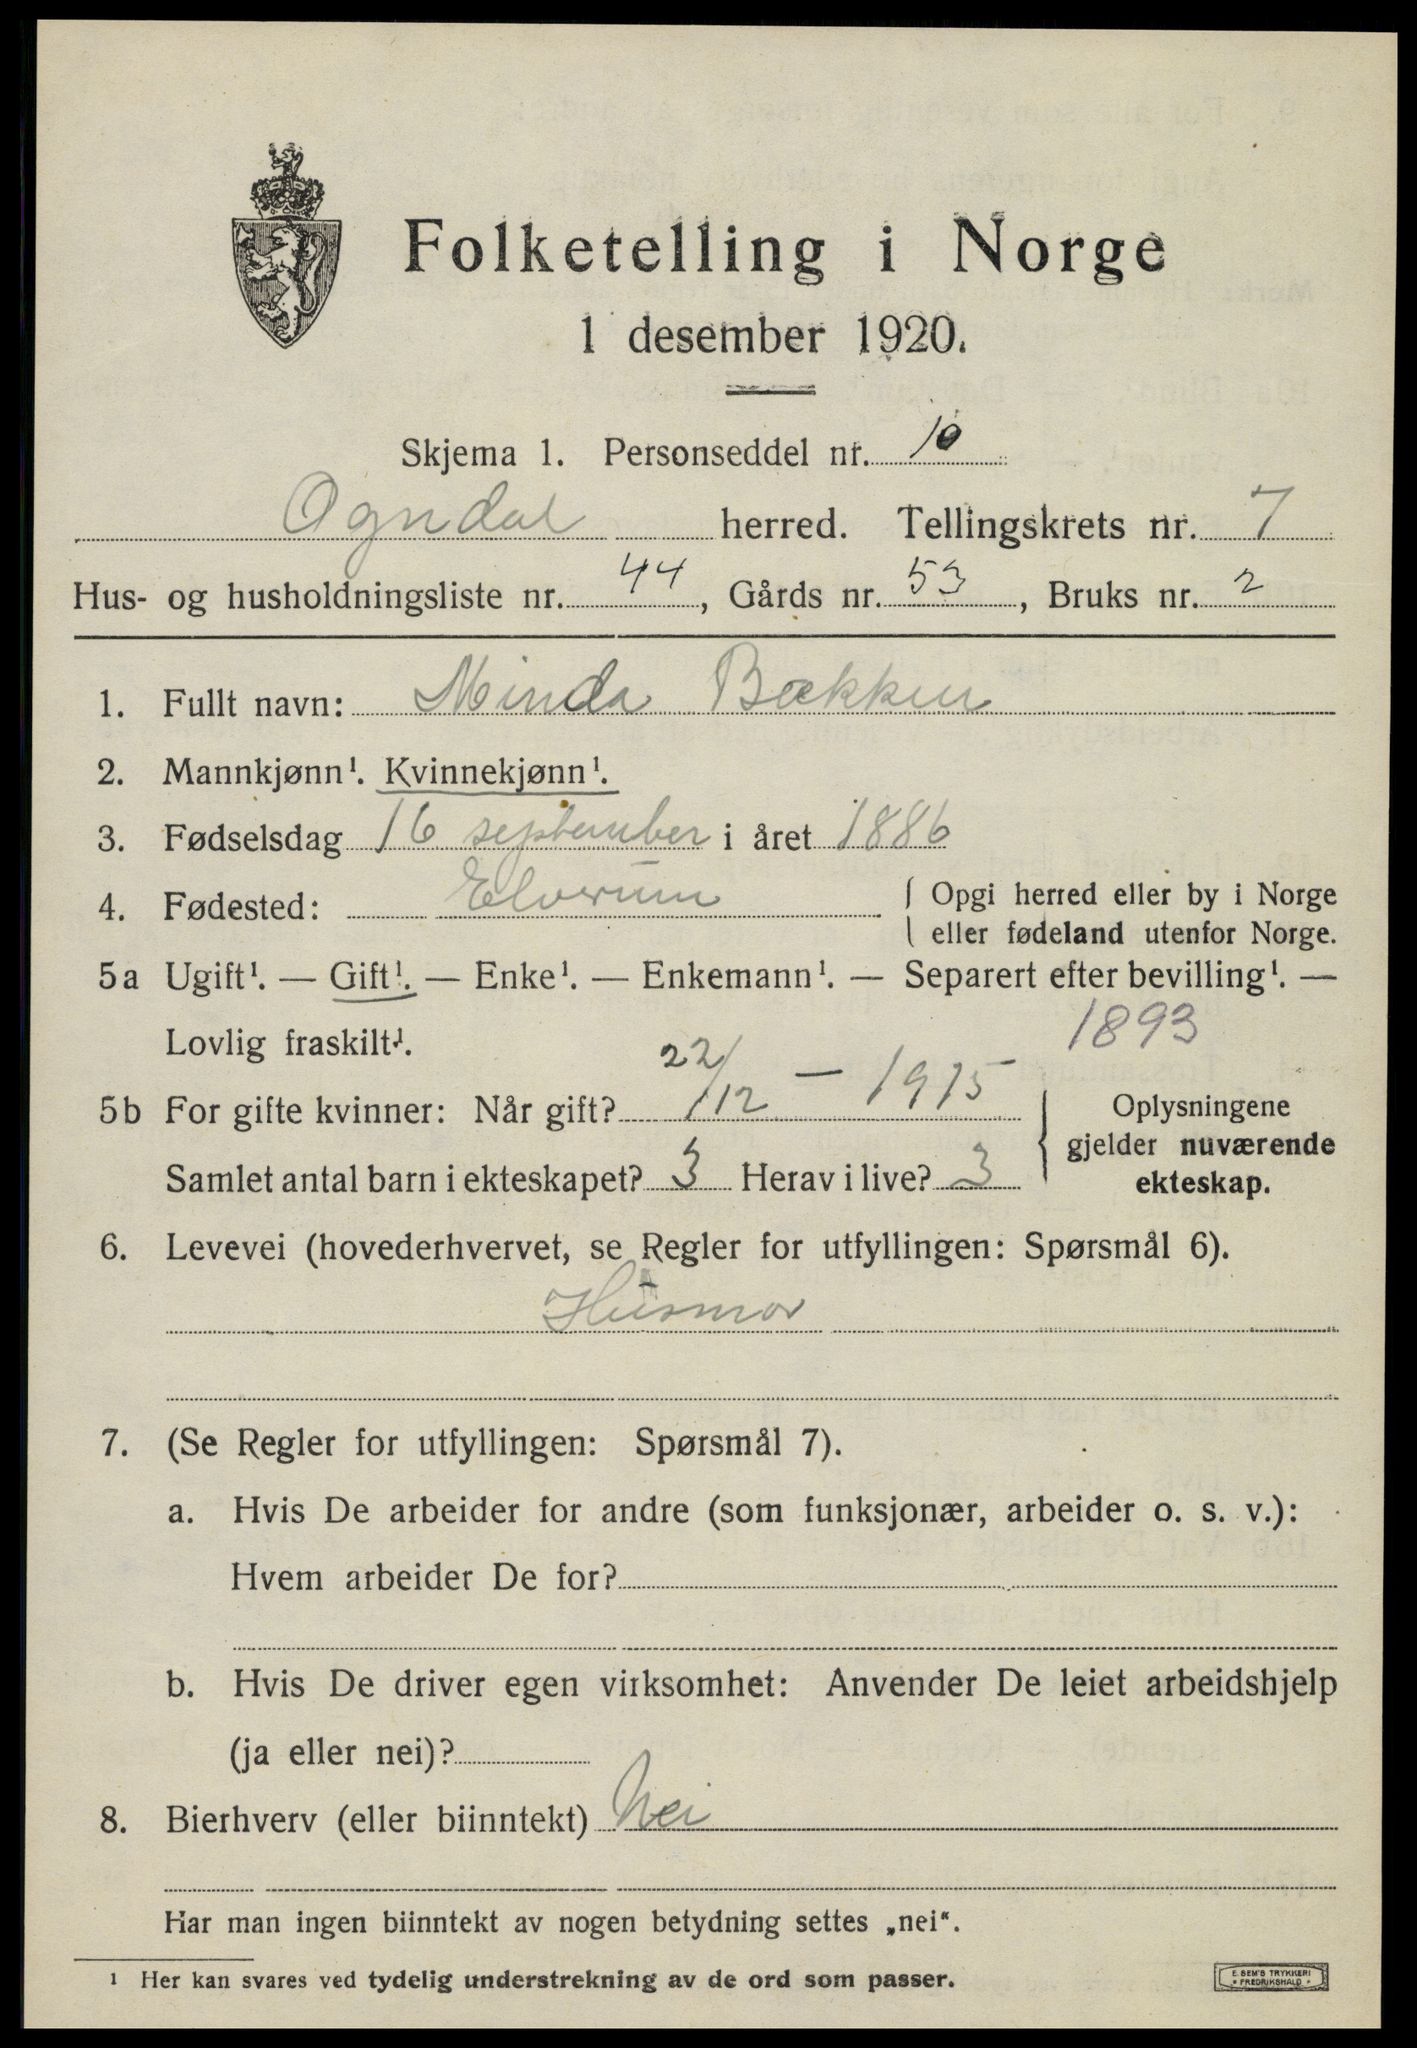 Folketelling i Norge
1 desember 1920.
Skjema 1. Personseddel nr. 10
Ogndal herred. Tellingskrets nr. 7
Hus- og husholdningsliste nr. 44, Gårds nr. 53, Bruks nr. 2
1. Fullt navn: Minda Bækken
2. Mannkjønn¹. Kvinnekjønn¹.
3. Fødselsdag 16 september i året 1886
4. Fødested: Elverum { Opgi herred eller by i Norge
eller fødeland utenfor Norge.
5a Ugift¹. — Gift¹. — Enke¹. — Enkemann¹. — Separert efter bevilling¹. —
Lovlig fraskilt¹. 1893
5b For gifte kvinner: Når gift? 22/12 — 1915 { Oplysningene
gjelder nuværende
Samlet antal barn i ekteskapet? 3 Herav i live? 3 ekteskap.
6. Levevei (hovederhvervet, se Regler for utfyllingen: Spørsmål 6).
Husmor
7. (Se Regler for utfyllingen: Spørsmål 7).
a. Hvis De arbeider for andre (som funksjonær, arbeider o. s. v.):
Hvem arbeider De for?
b. Hvis De driver egen virksomhet: Anvender De leiet arbeidshjelp
(ja eller nei)?
8. Bierhverv (eller biinntekt) Nei
Har man ingen biinntekt av nogen betydning settes „nei“.
¹ Her kan svares ved tydelig understrekning av de ord som passer.
E. SEM'S TRYKKERI
* FREDRIKSHALD *